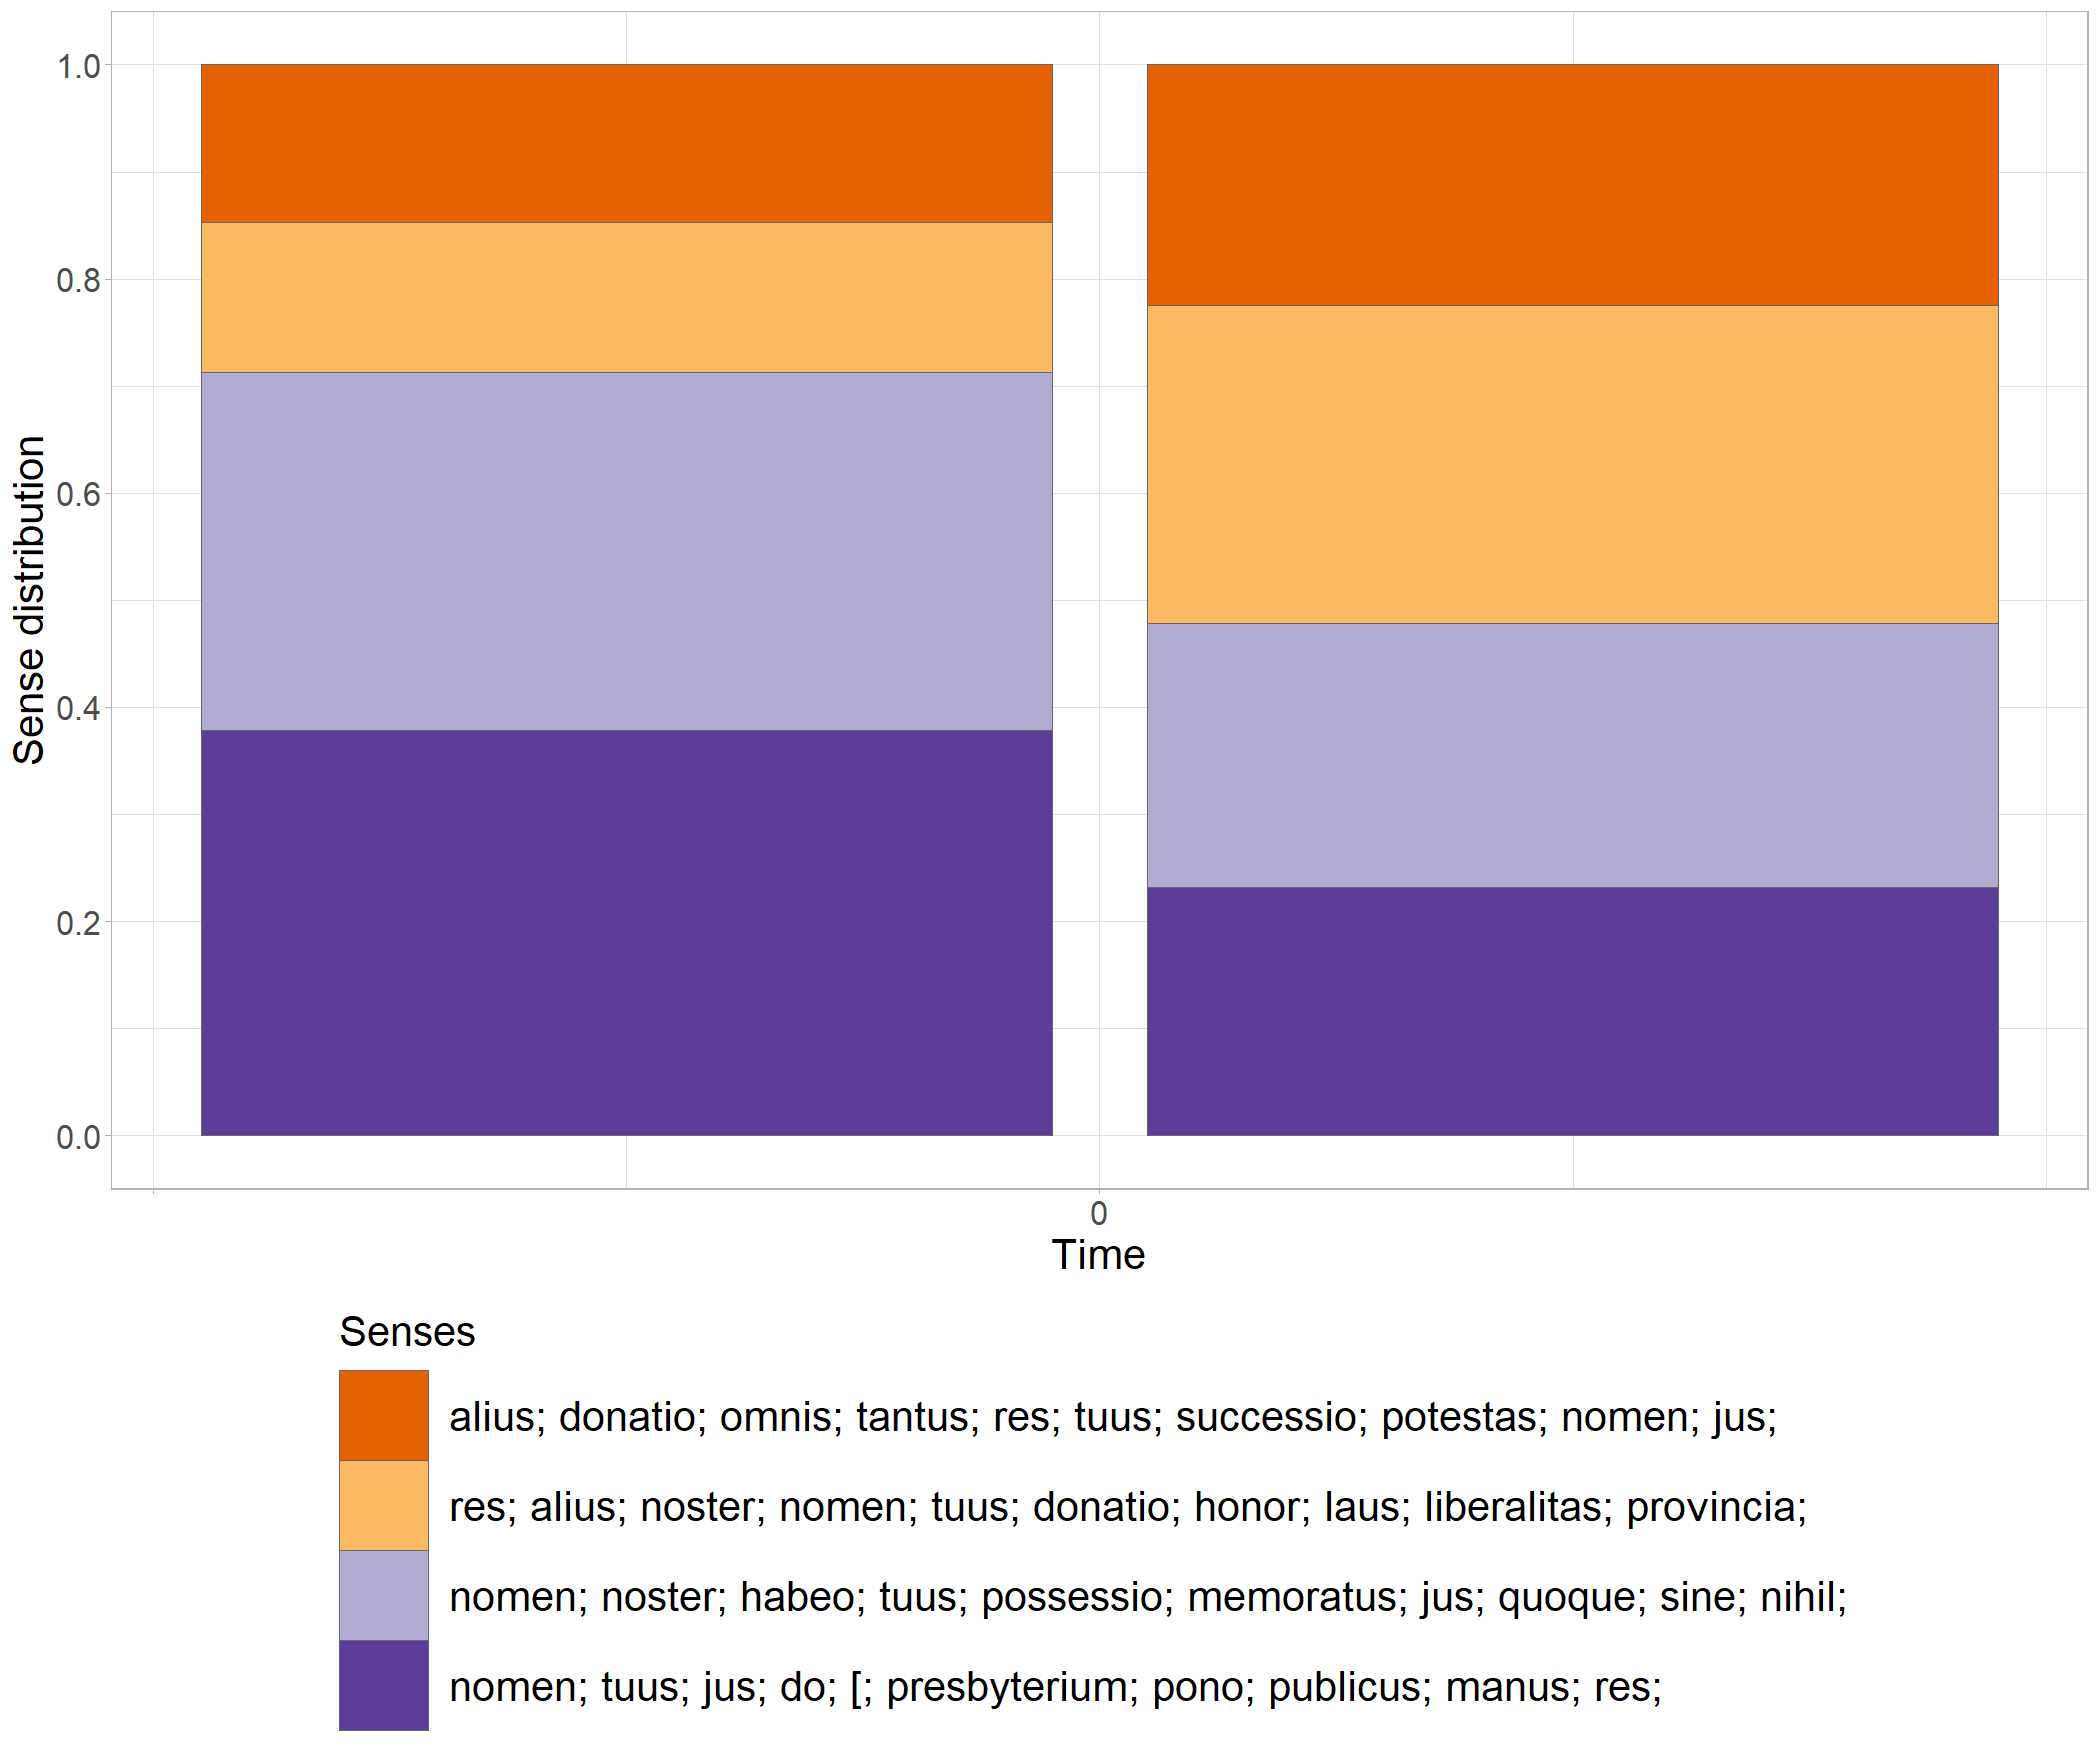 1.0
0.8
0.6
0.4
0.2
0.0
Sense distribution
0
Time
Senses
alius; donatio; omnis; tantus; res; tuus; successio; potestas; nomen; jus;
res; alius; noster; nomen; tuus; donatio; honor; laus; liberalitas; provincia;
nomen; noster; habeo; tuus; possessio; memoratus; jus; quoque; sine; nihil;
nomen; tuus; jus; do; [; presbyterium; pono; publicus; manus; res;